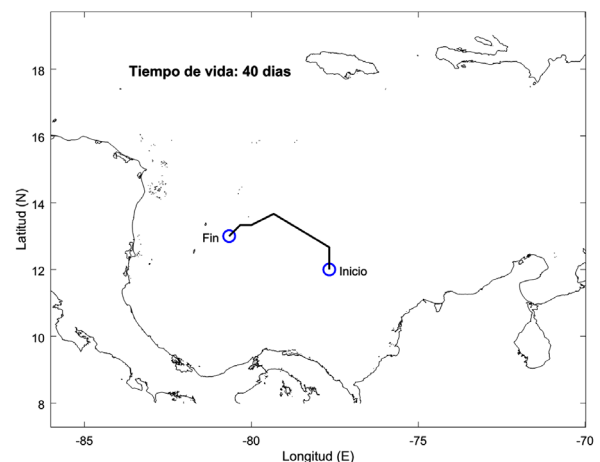 Tiempo de vida: 40 dias
Fin
Inicio
Latitud (N)
18
16
14
12
10
8
-85 -80 -75 -70
Longitud (E)